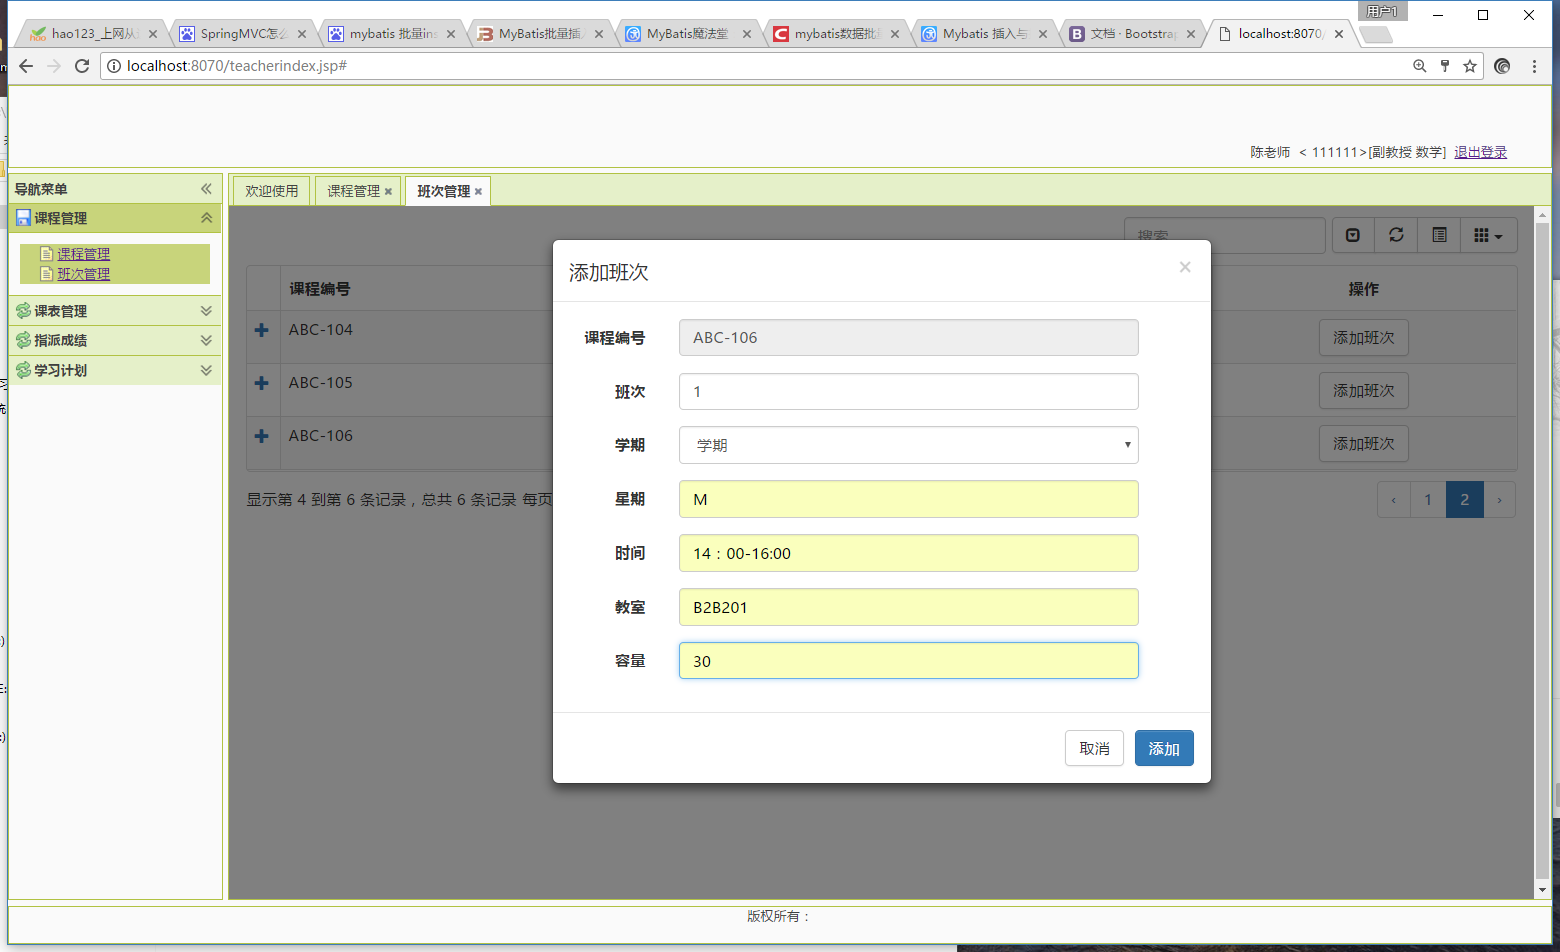 用户1
hao123_上网从
SpringMVC怎么
mybatis 批量ins
MyBatis批量插
MyBatis魔法堂
mybatis数据批
Mybatis 插入与
文档 · Bootstrap
localhost:8070/
localhost:8070/teacherindex.jsp#
陈老师 < 111111>[副教授 数学] 退出登录
导航菜单
课程管理
课程管理
班次管理
课表管理
指派成绩
学习计划
欢迎使用
课程管理
班次管理
搜索
课程编号
操作
ABC-104
添加班次
ABC-105
添加班次
ABC-106
添加班次
显示第 4 到第 6 条记录，总共 6 条记录 每页
‹ 1 2 ›
添加班次
×
课程编号 ABC-106
班次 1
学期 学期
星期 M
时间 14：00-16:00
教室 B2B201
容量 30
取消 添加
版权所有：